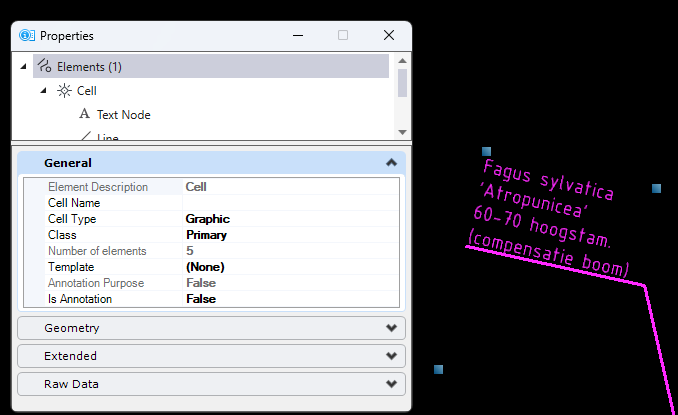 Properties
Elements (1)
Cell
Text Node
Line
General
Element Description Cell
Cell Name
Cell Type Graphic
Class Primary
Number of elements 5
Template (None)
Annotation Purpose False
Is Annotation False
Geometry
Extended
Raw Data
Fagus sylvatica
'Atropunicea'
60-70 hoogstam.
(compensatie boom)